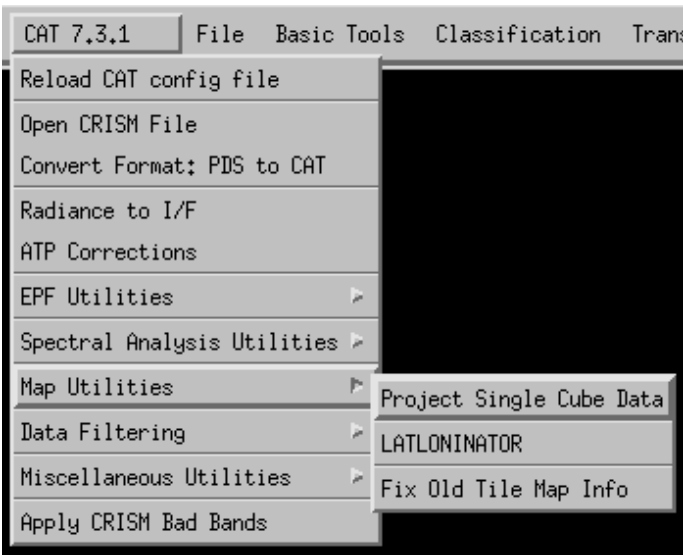 CAT 7.3.1 File Basic Tools Classification Trans
Reload CAT config file
Open CRISM File
Convert Format: PDS to CAT
Radiance to I/F
ATP Corrections
EPF Utilities
Spectral Analysis Utilities
Map Utilities
Project Single Cube Data
LATLONINATOR
Fix Old Tile Map Info
Data Filtering
Miscellaneous Utilities
Apply CRISM Bad Bands